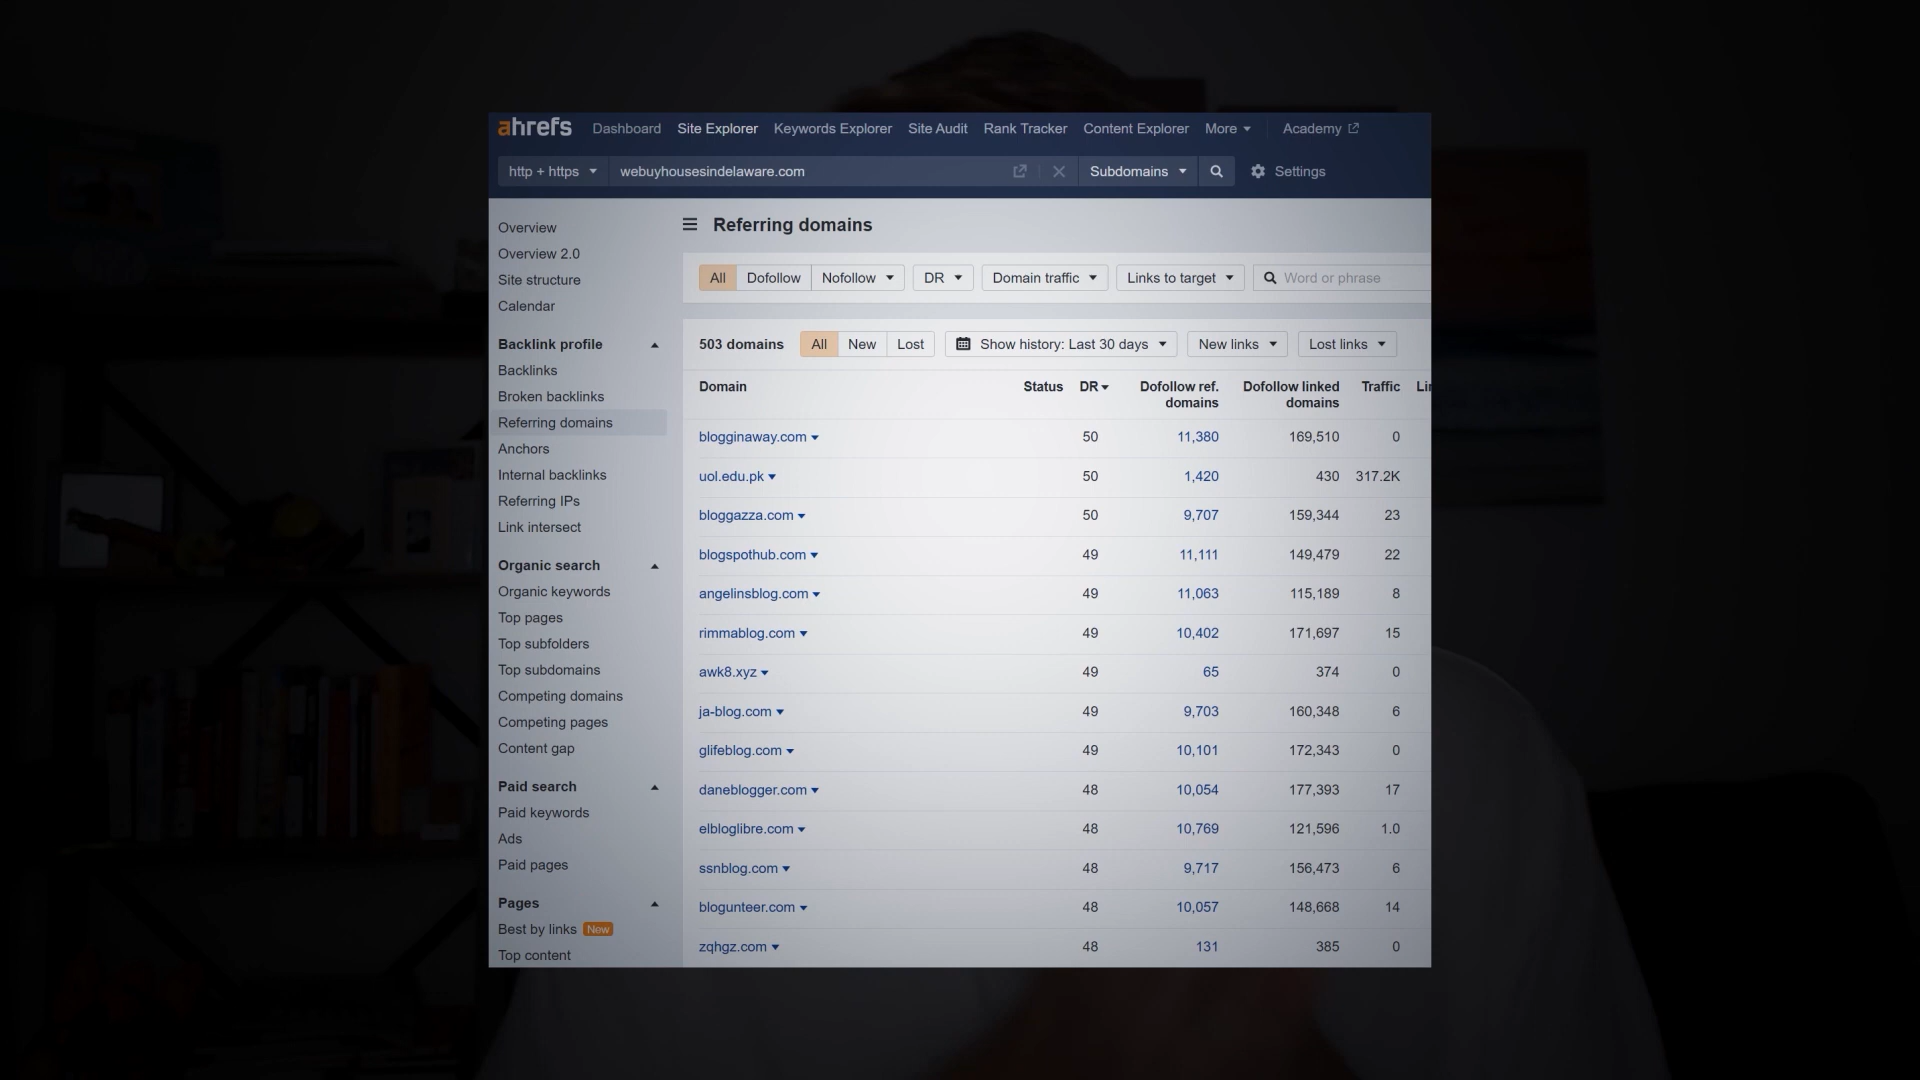 ahrefs Dashboard Site Explorer Keywords Explorer Site Audit Rank Tracker Content Explorer More Academy
http + https webuyhousesindelaware.com Subdomains Settings
Overview
Overview 2.0
Site structure
Calendar
Backlink profile
Backlinks
Broken backlinks
Referring domains
Anchors
Internal backlinks
Referring IPs
Link intersect
Organic search
Organic keywords
Top pages
Top subfolders
Top subdomains
Competing domains
Competing pages
Content gap
Paid search
Paid keywords
Ads
Paid pages
Pages
Best by links New
Top content
Referring domains
All Dofollow Nofollow DR Domain traffic Links to target Word or phrase
503 domains All New Lost Show history: Last 30 days New links Lost links
Domain Status DR Dofollow ref. domains Dofollow linked domains Traffic
blogginaway.com 50 11,380 169,510 0
uol.edu.pk 50 1,420 430 317.2K
bloggazza.com 50 9,707 159,344 23
blogspothub.com 49 11,111 149,479 22
angelinsblog.com 49 11,063 115,189 8
rimmablog.com 49 10,402 171,697 15
awk8.xyz 49 65 374 0
ja-blog.com 49 9,703 160,348 6
glifeblog.com 49 10,101 172,343 0
daneblogger.com 48 10,054 177,393 17
elbloglibre.com 48 10,769 121,596 1.0
ssnblog.com 48 9,717 156,473 6
blogunteer.com 48 10,057 148,668 14
zqhgz.com 48 131 385 0